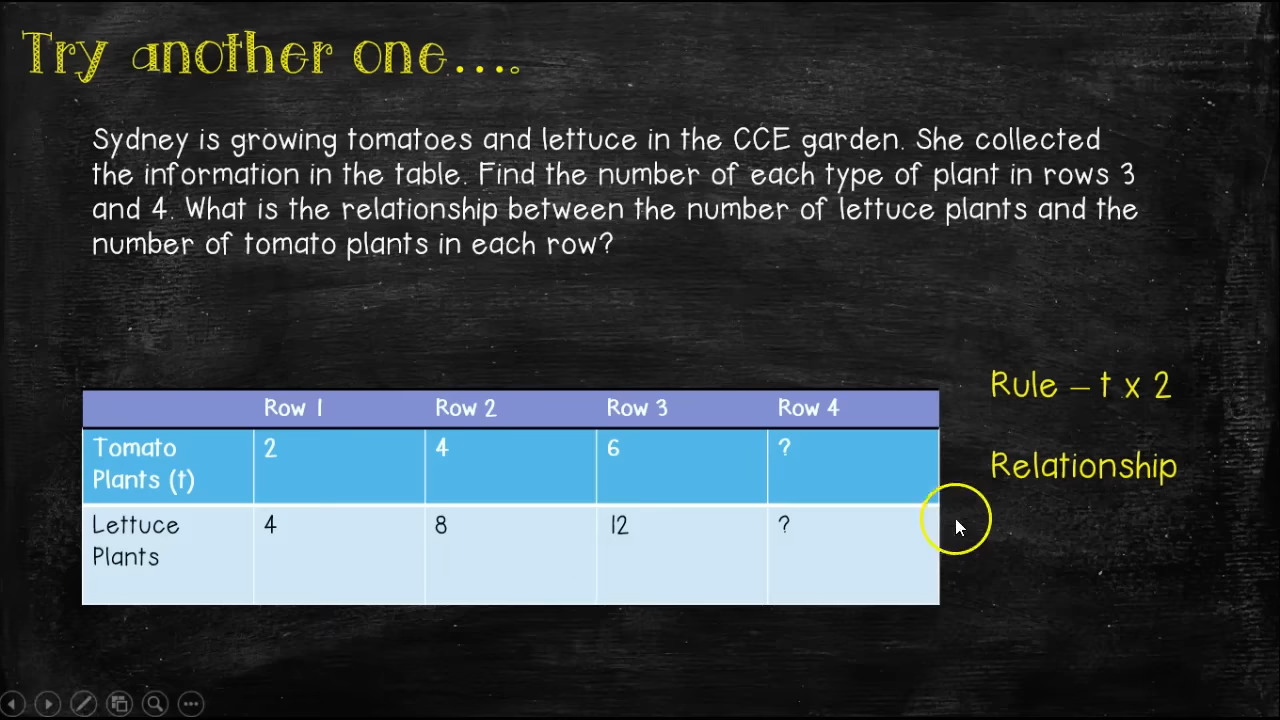 Try another one....
Sydney is growing tomatoes and lettuce in the CCE garden. She collected
the information in the table. Find the number of each type of plant in rows 3
and 4. What is the relationship between the number of lettuce plants and the
number of tomato plants in each row?
Rule – t x 2
Relationship
Row 1 Row 2 Row 3 Row 4
Tomato
Plants (t) 2 4 6 ?
Lettuce
Plants 4 8 12 ?